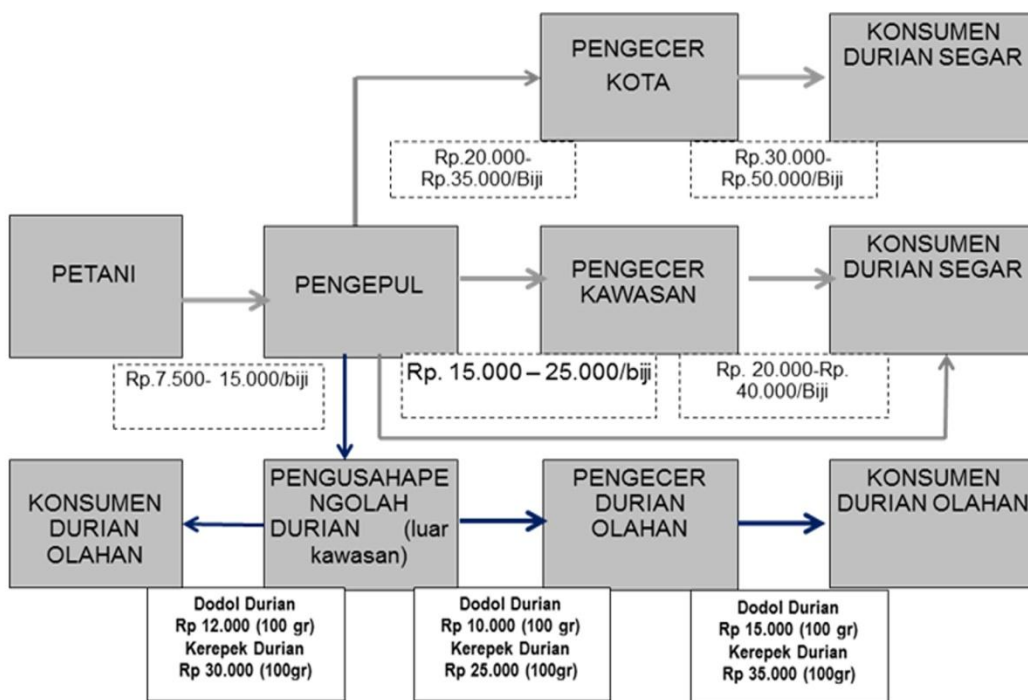 PENGECER
KOTA
KONSUMEN
DURIAN SEGAR
Rp.20.000-
Rp.35.000/Biji
Rp.30.000-
Rp.50.000/Biji
PETANI
PENGEPUL
PENGECER
KAWASAN
KONSUMEN
DURIAN SEGAR
Rp.7.500- 15.000/biji
Rp. 15.000 – 25.000/biji
Rp. 20.000-Rp.
40.000/Biji
KONSUMEN
DURIAN
OLAHAN
PENGUSAHAPE
NGOLAH
DURIAN (luar
kawasan)
PENGECER
DURIAN
OLAHAN
KONSUMEN
DURIAN OLAHAN
Dodol Durian
Rp 12.000 (100 gr)
Kerepek Durian
Rp 30.000 (100gr)
Dodol Durian
Rp 10.000 (100 gr)
Kerepek Durian
Rp 25.000 (100gr)
Dodol Durian
Rp 15.000 (100 gr)
Kerepek Durian
Rp 35.000 (100gr)